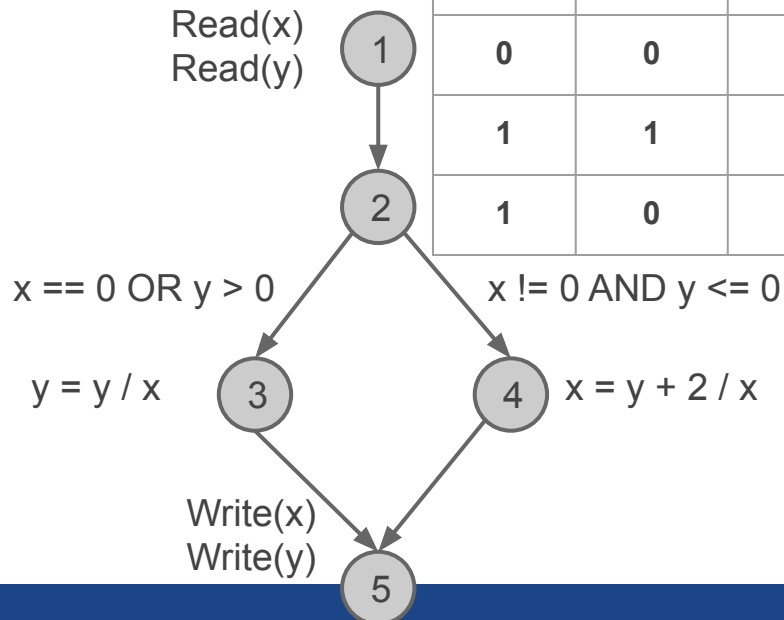 Read(x)
Read(y)
1
0 0
1 1
1 0
2
x == 0 OR y > 0
x != 0 AND y <= 0
y = y / x
3
4
x = y + 2 / x
Write(x)
Write(y)
5